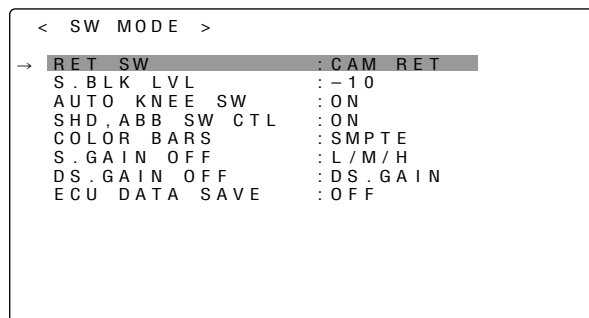 < SW MODE >
→ RET SW :CAM RET
S.BLK LVL :−10
AUTO KNEE SW :ON
SHD,ABB SW CTL :ON
COLOR BARS :SMPTE
S.GAIN OFF :L/M/H
DS.GAIN OFF :DS.GAIN
ECU DATA SAVE :OFF